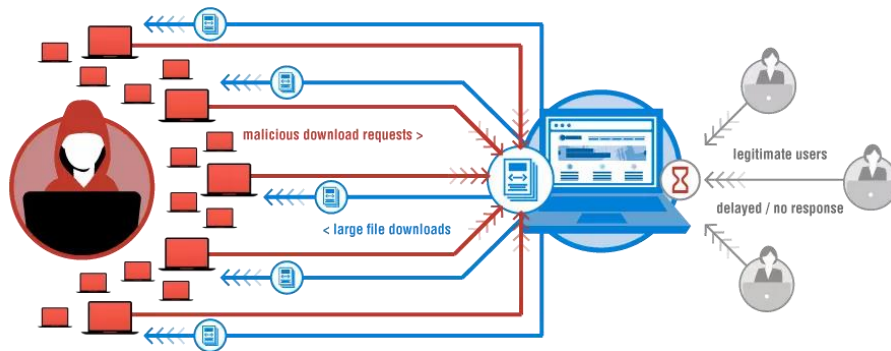 malicious download requests >
< large file downloads
legitimate users
delayed / no response